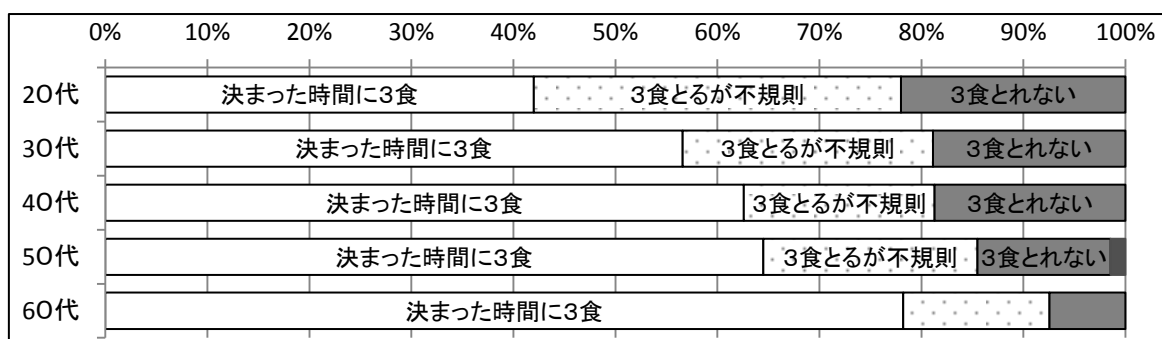 0% 10% 20% 30% 40% 50% 60% 70% 80% 90% 100%
20代 決まった時間に3食 3食とるが不規則 3食とれない
30代 決まった時間に3食 3食とるが不規則 3食とれない
40代 決まった時間に3食 3食とるが不規則 3食とれない
50代 決まった時間に3食 3食とるが不規則 3食とれない
60代 決まった時間に3食